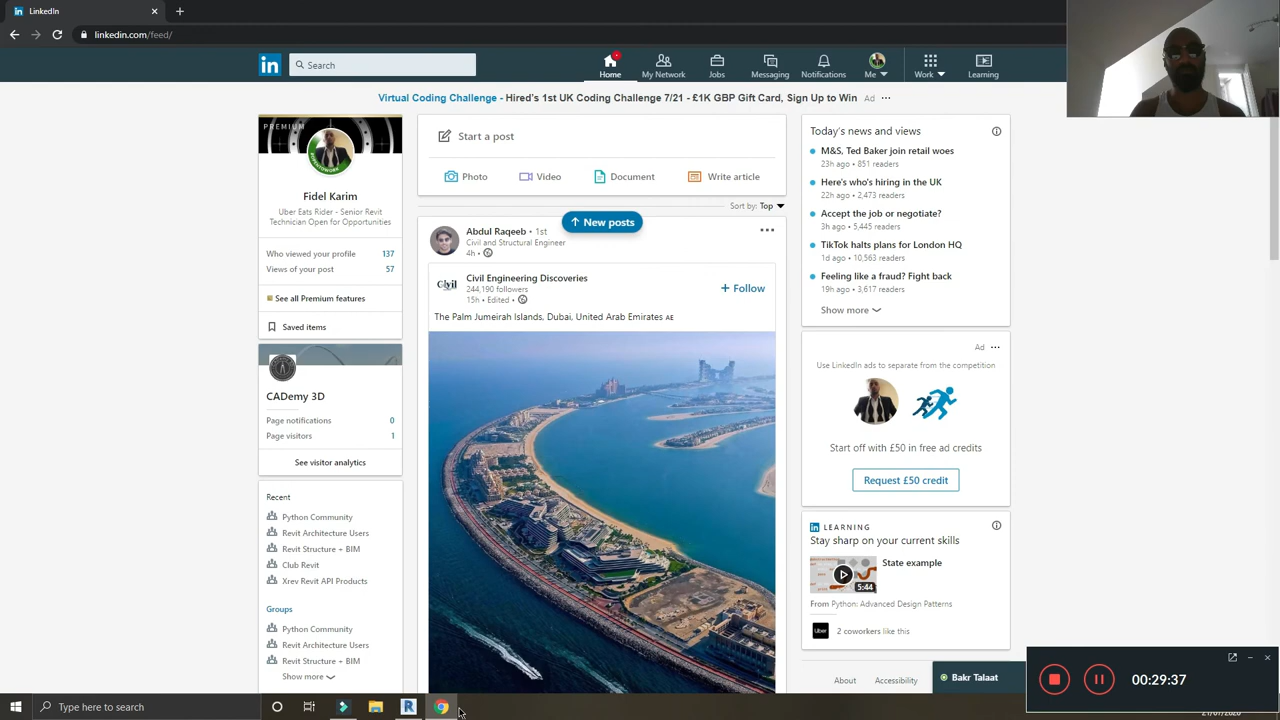 LinkedIn
linkedin.com/feed/
in
Search
Home
My Network
Jobs
Messaging
Notifications
Me
Work
Learning
Virtual Coding Challenge - Hired's 1st UK Coding Challenge 7/21 - £1K GBP Gift Card, Sign Up to Win Ad
PREMIUM
Fidel Karim
Uber Eats Rider - Senior Revit
Technician Open for Opportunities
Who viewed your profile 137
Views of your post 57
See all Premium features
Saved items
CADemy 3D
Page notifications 0
Page visitors 1
See visitor analytics
Recent
Python Community
Revit Architecture Users
Revit Structure + BIM
Club Revit
Xrev Revit API Products
Groups
Python Community
Revit Architecture Users
Revit Structure + BIM
Show more
Start a post
Photo
Video
Document
Write article
Sort by: Top
New posts
Abdul Raqeeb • 1st
Civil and Structural Engineer
4h •
Civil
Civil Engineering Discoveries
244,190 followers
15h • Edited •
+ Follow
The Palm Jumeirah Islands, Dubai, United Arab Emirates AE
Today's news and views
M&S, Ted Baker join retail woes
23h ago • 851 readers
Here's who's hiring in the UK
22h ago • 2,473 readers
Accept the job or negotiate?
3h ago • 5,445 readers
TikTok halts plans for London HQ
1d ago • 10,563 readers
Feeling like a fraud? Fight back
19h ago • 3,617 readers
Show more
Ad
Use LinkedIn ads to separate from the competition
Start off with £50 in free ad credits
Request £50 credit
in LEARNING
Stay sharp on your current skills
State example
5:44
From Python: Advanced Design Patterns
Uber
2 coworkers like this
About
Accessibility
Bakr Talaat
00:29:37
Type here to search
R